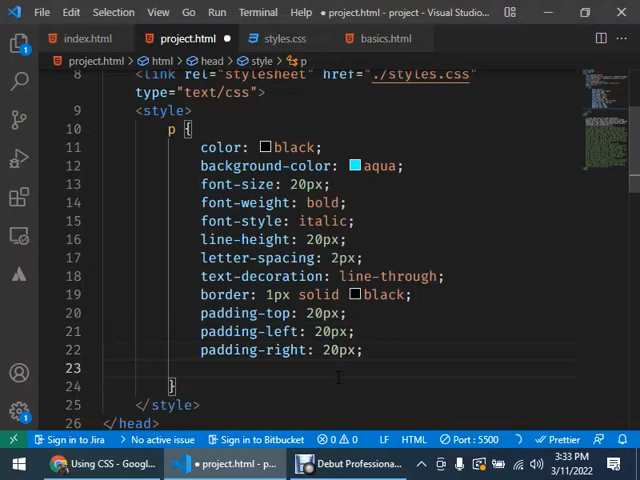 File Edit Selection View Go Run Terminal Help ● project.html - project - Visual Studio...
index.html project.html ● styles.css basics.html
project.html > html > head > style > p
8 <link rel="stylesheet" href="./styles.css"
type="text/css">
9 <style>
10 p {
11 color: black;
12 background-color: aqua;
13 font-size: 20px;
14 font-weight: bold;
15 font-style: italic;
16 line-height: 20px;
17 letter-spacing: 2px;
18 text-decoration: line-through;
19 border: 1px solid black;
20 padding-top: 20px;
21 padding-left: 20px;
22 padding-right: 20px;
23
24 }
25 </style>
26 </head>
Sign in to Jira No active issue Sign in to Bitbucket 0 0 LF HTML Port : 5500 Prettier
Using CSS - Googl... ● project.html - p... Debut Professiona... 3:33 PM
3/11/2022